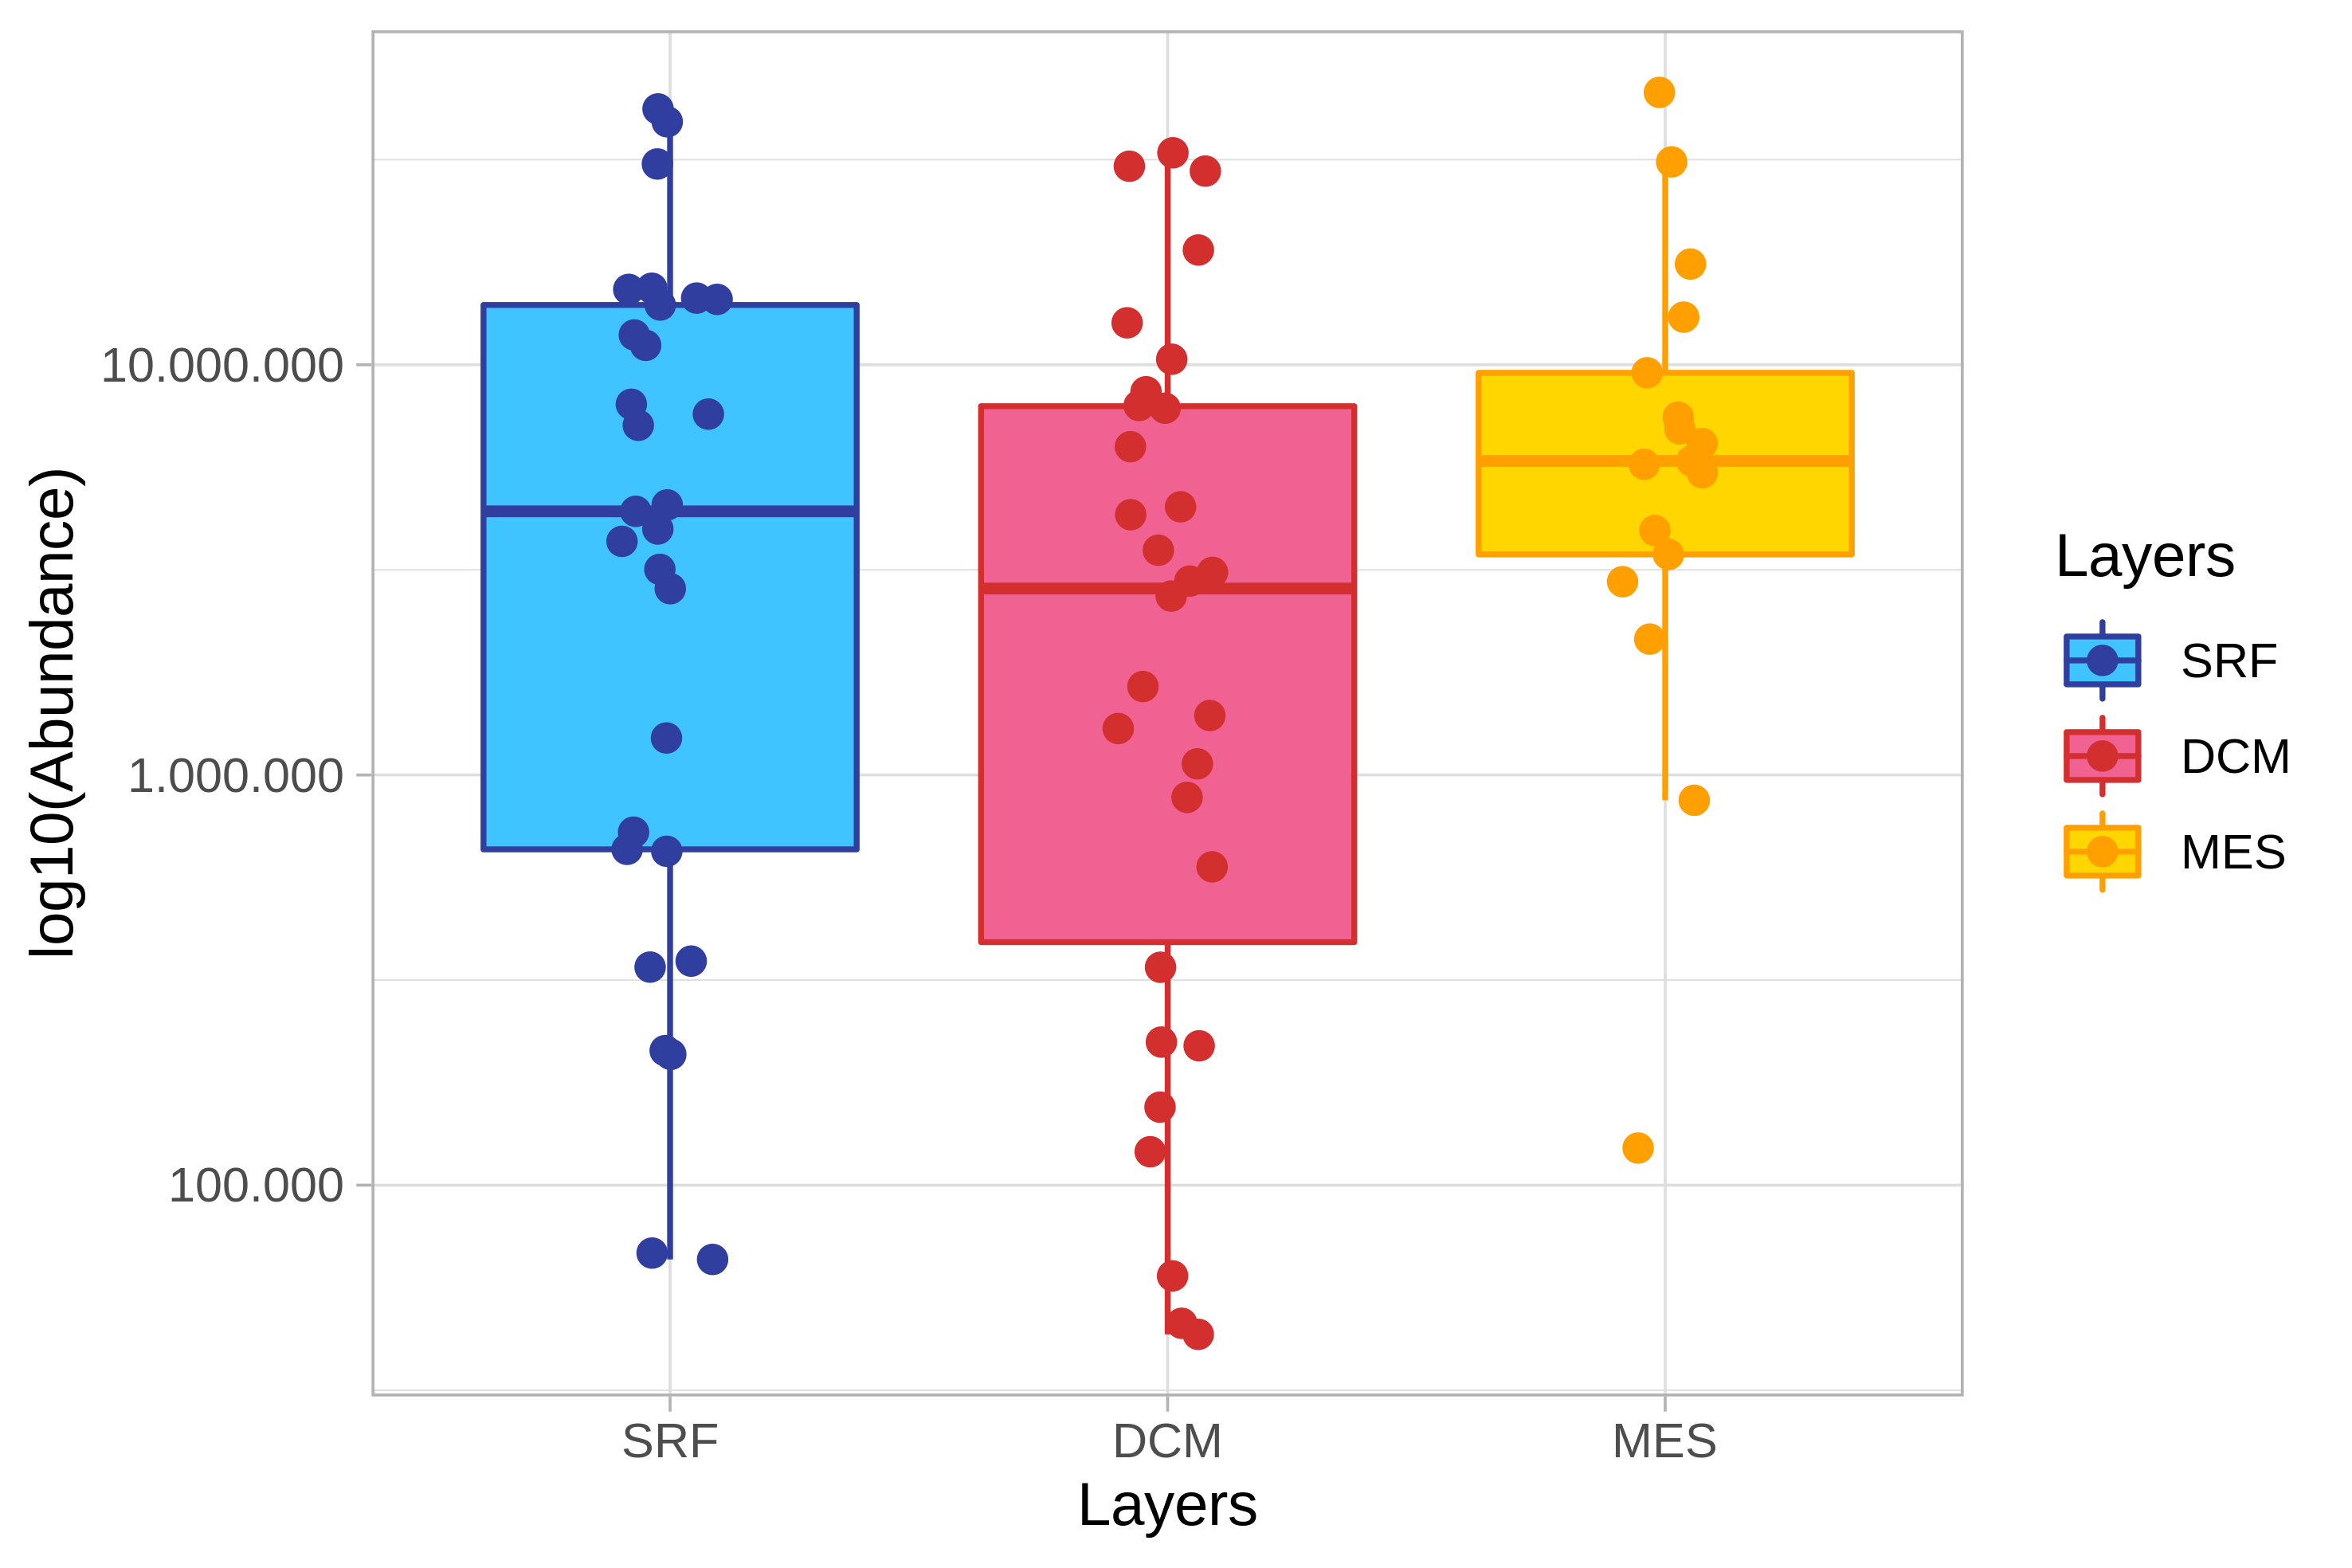 log10(Abundance)
10.000.000
1.000.000
100.000
SRF
DCM
MES
Layers
Layers
SRF
DCM
MES